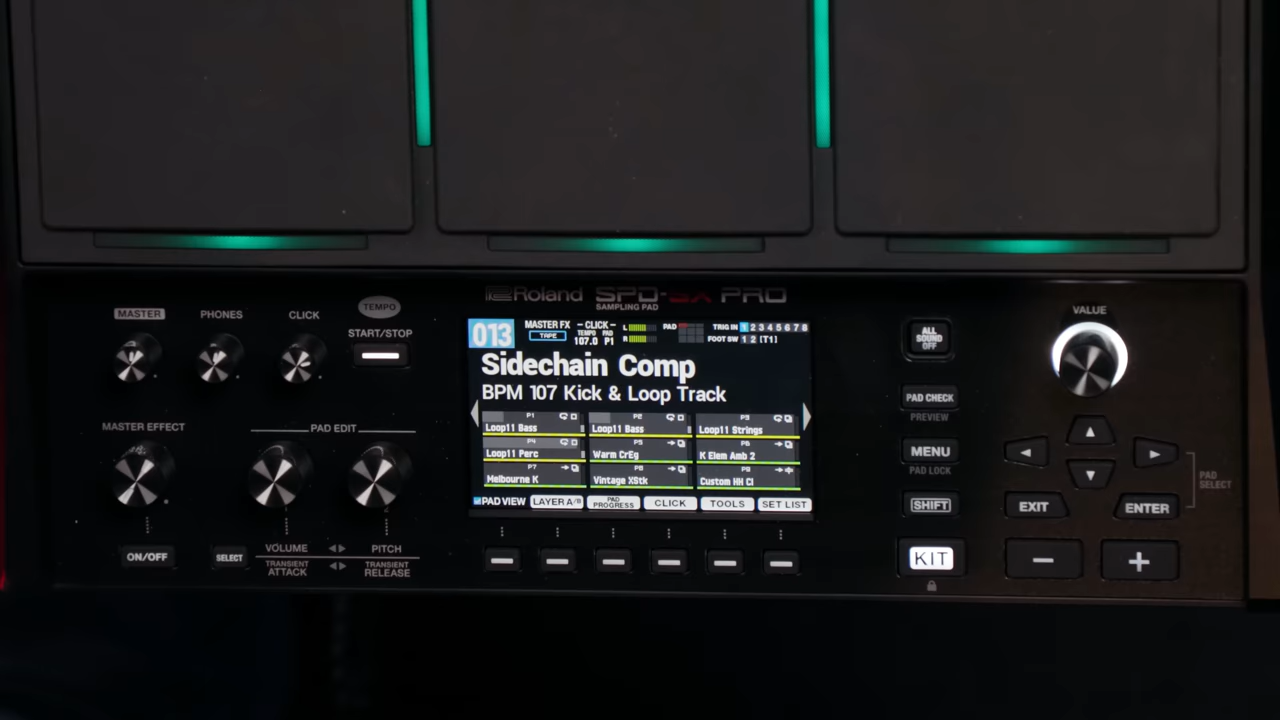 Roland SPD-SX PRO
SAMPLING PAD
MASTER
PHONES
CLICK
TEMPO
START/STOP
MASTER EFFECT
PAD EDIT
ON/OFF
SELECT
VOLUME
PITCH
TRANSIENT ATTACK
TRANSIENT RELEASE
013
MASTER FX
TAPE
- CLICK -
TEMPO PAD
107.0 P1
L
R
PAD
TRIG IN 1 2 3 4 5 6 7 8
FOOT SW 1 2 [T1]
Sidechain Comp
BPM 107 Kick & Loop Track
P1
Loop11 Bass
P2
Loop11 Bass
P3
Loop11 Strings
P4
Loop11 Perc
P5
Warm CrEg
P6
K Elem Amb 2
P7
Melbourne K
P8
Vintage XStk
P9
Custom HH Cl
PAD VIEW
LAYER A/B
PAD PROGRESS
CLICK
TOOLS
SET LIST
ALL SOUND OFF
PAD CHECK
PREVIEW
MENU
PAD LOCK
SHIFT
KIT
VALUE
EXIT
ENTER
PAD SELECT
−
+